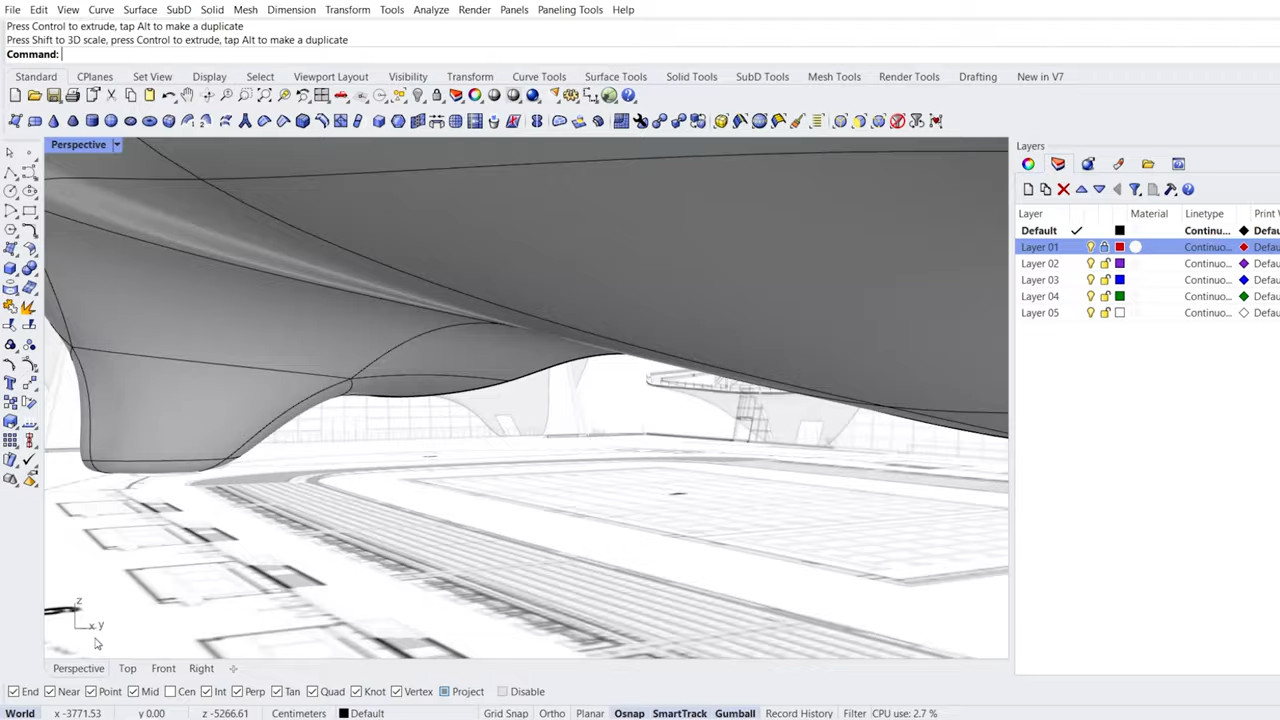 File Edit View Curve Surface SubD Solid Mesh Dimension Transform Tools Analyze Render Panels Paneling Tools Help
Press Control to extrude, tap Alt to make a duplicate
Press Shift to 3D scale, press Control to extrude, tap Alt to make a duplicate
Command:
Standard CPlanes Set View Display Select Viewport Layout Visibility Transform Curve Tools Surface Tools Solid Tools SubD Tools Mesh Tools Render Tools Drafting New in V7
Perspective
Layers
Layer Material Linetype Print W
Default Continu... Defau
Layer 01 Continuo... Defau
Layer 02 Continuo... Defau
Layer 03 Continuo... Defau
Layer 04 Continuo... Defau
Layer 05 Continuo... Defau
z
x y
Perspective Top Front Right
End Near Point Mid Cen Int Perp Tan Quad Knot Vertex Project Disable
World x -3771.53 y 0.00 z -5266.61 Centimeters Default Grid Snap Ortho Planar Osnap SmartTrack Gumball Record History Filter CPU use: 2.7 %